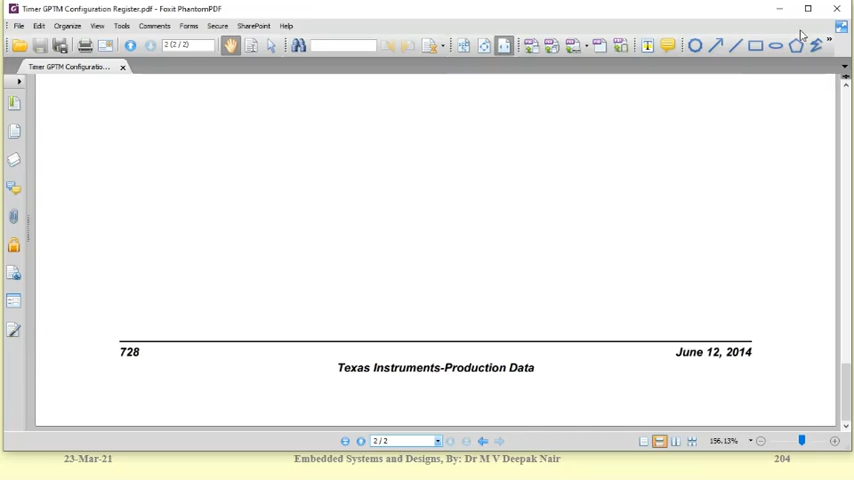 Timer GPTM Configuration Register.pdf - Foxit PhantomPDF
File Edit Organize View Tools Comments Forms Secure SharePoint Help
2 (2 / 2)
Timer GPTM Configuratio...
728 June 12, 2014
Texas Instruments-Production Data
2 / 2 156.13%
23-Mar-21 Embedded Systems and Designs, By: Dr M V Deepak Nair 204